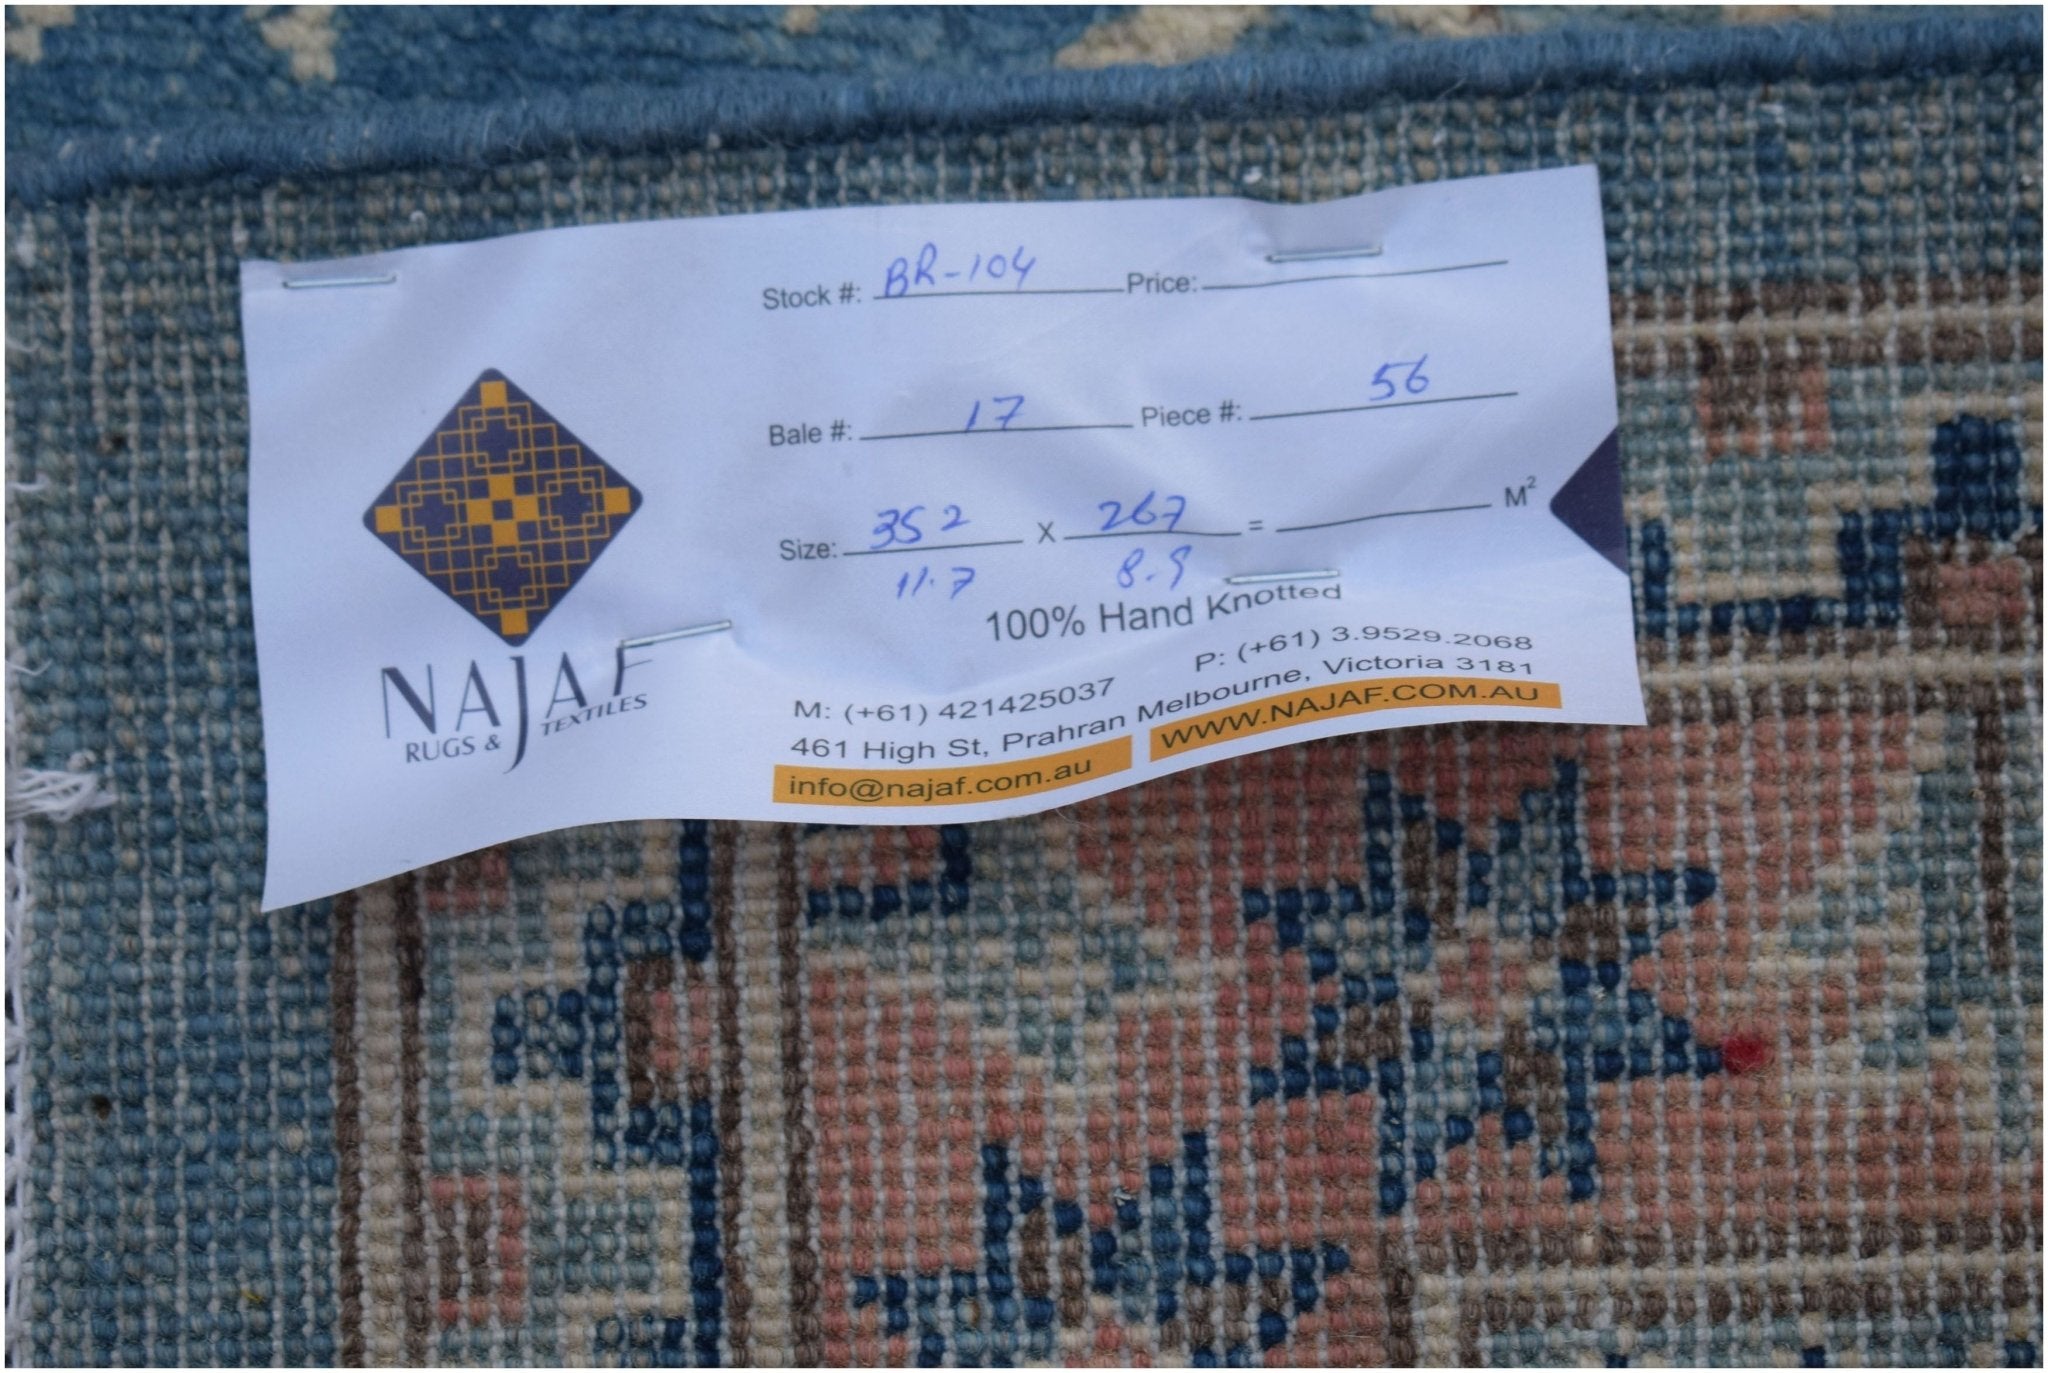 Stock #: BR-104 Price:
Bale #: 17 Piece #: 56
Size: 352 X 267 = M²
11.7 8.9
100% Hand Knotted
NAJAF
RUGS & TEXTILES
M: (+61) 421425037 P: (+61) 3.9529.2068
461 High St, Prahran Melbourne, Victoria 3181
info@najaf.com.au WWW.NAJAF.COM.AU